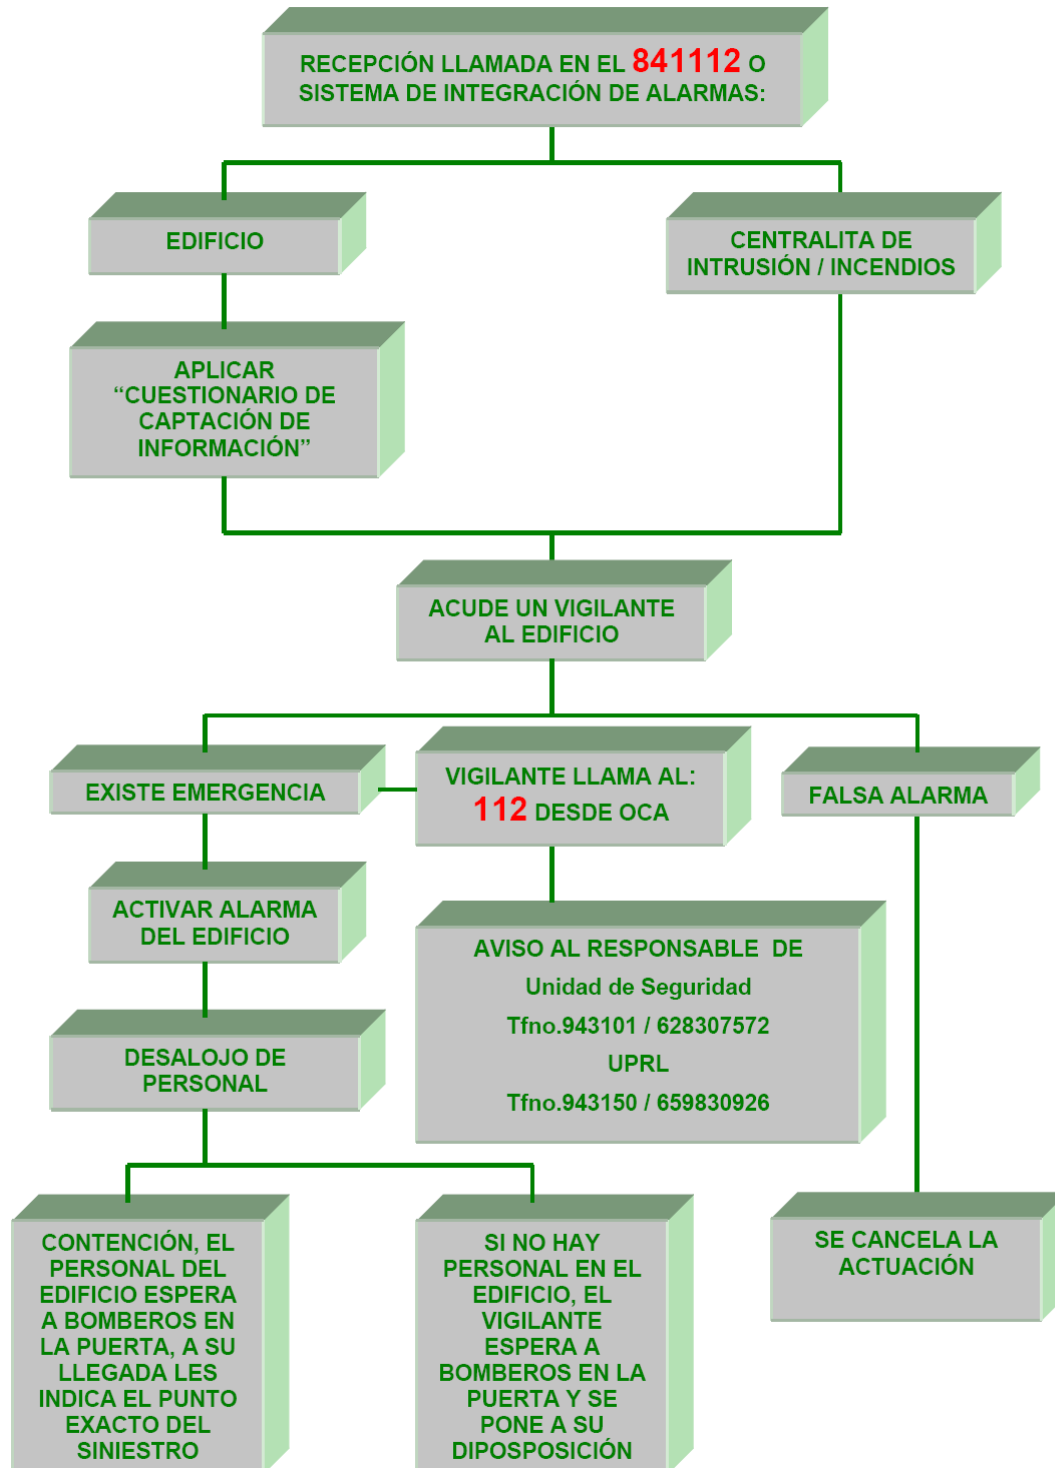 RECEPCIÓN LLAMADA EN EL 841112 O
SISTEMA DE INTEGRACIÓN DE ALARMAS:
EDIFICIO
CENTRALITA DE
INTRUSIÓN / INCENDIOS
APLICAR
“CUESTIONARIO DE
CAPTACIÓN DE
INFORMACIÓN”
ACUDE UN VIGILANTE
AL EDIFICIO
EXISTE EMERGENCIA
VIGILANTE LLAMA AL:
112 DESDE OCA
FALSA ALARMA
ACTIVAR ALARMA
DEL EDIFICIO
AVISO AL RESPONSABLE DE
Unidad de Seguridad
Tfno.943101 / 628307572
UPRL
Tfno.943150 / 659830926
DESALOJO DE
PERSONAL
CONTENCIÓN, EL
PERSONAL DEL
EDIFICIO ESPERA
A BOMBEROS EN
LA PUERTA, A SU
LLEGADA LES
INDICA EL PUNTO
EXACTO DEL
SINIESTRO
SI NO HAY
PERSONAL EN EL
EDIFICIO, EL
VIGILANTE
ESPERA A
BOMBEROS EN LA
PUERTA Y SE
PONE A SU
DIPOSPOSICIÓN
SE CANCELA LA
ACTUACIÓN